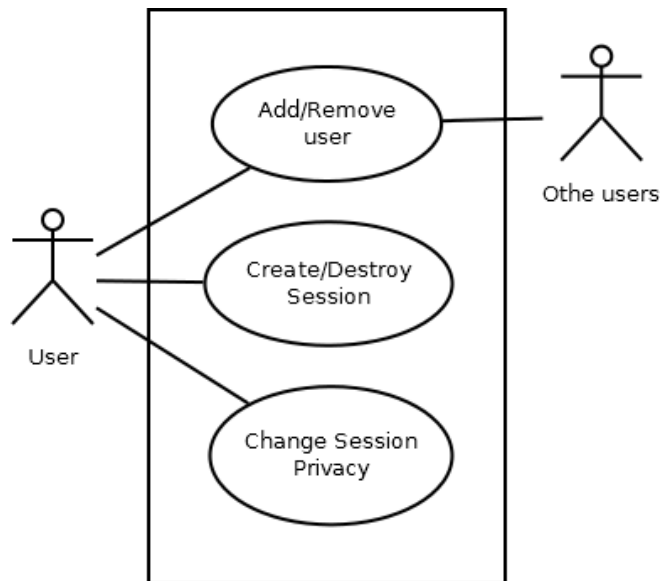 Add/Remove
user
Othe users
Create/Destroy
Session
User
Change Session
Privacy